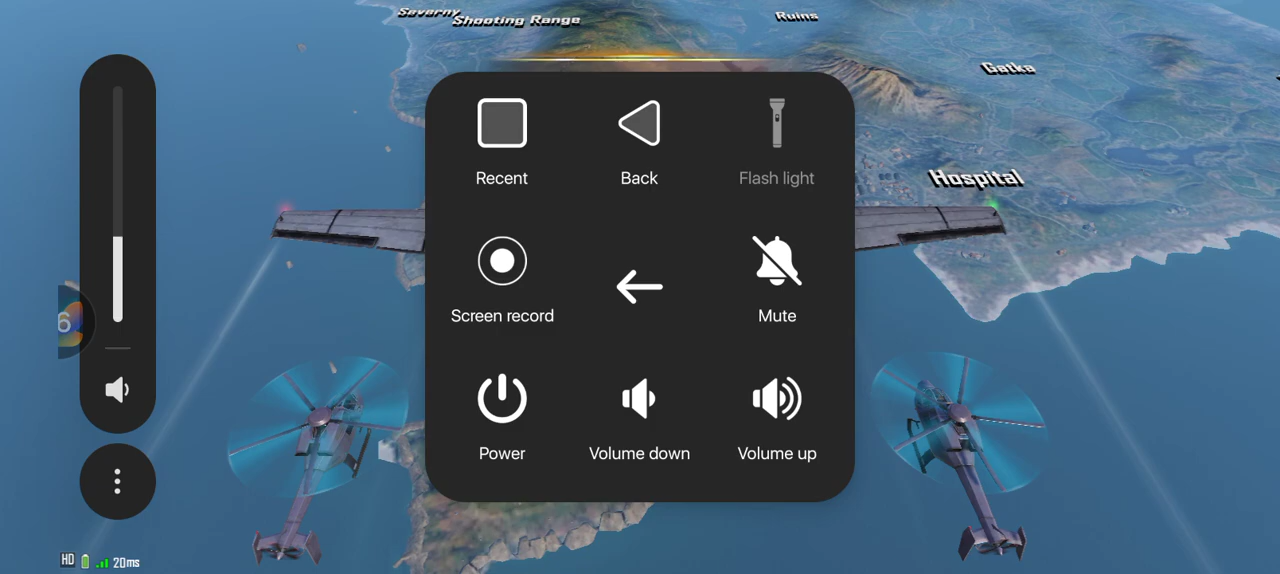 Severny
Shooting Range
Ruins
Gatka
Hospital
Recent
Back
Flash light
Screen record
Mute
Power
Volume down
Volume up
6
HD
20ms